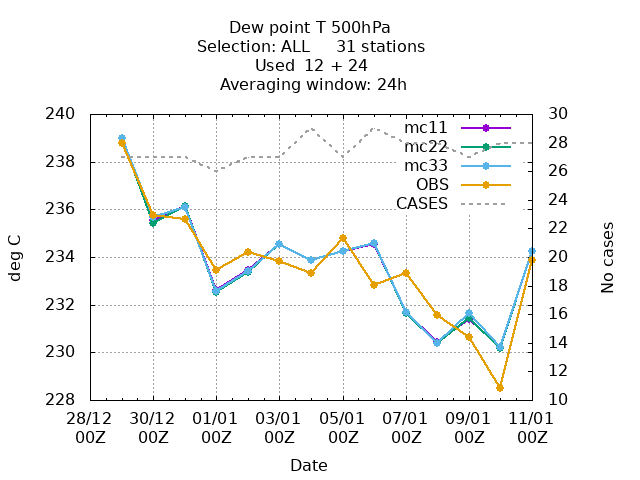 Dew point T 500hPa
Selection: ALL     31 stations
Used  12 + 24
Averaging window: 24h
240
238
236
234
232
230
228
deg C
30
28
26
24
22
20
18
16
14
12
10
No cases
mc11
mc22
mc33
OBS
CASES
28/12 30/12 01/01 03/01 05/01 07/01 09/01 11/01
00Z 00Z 00Z 00Z 00Z 00Z 00Z 00Z
Date